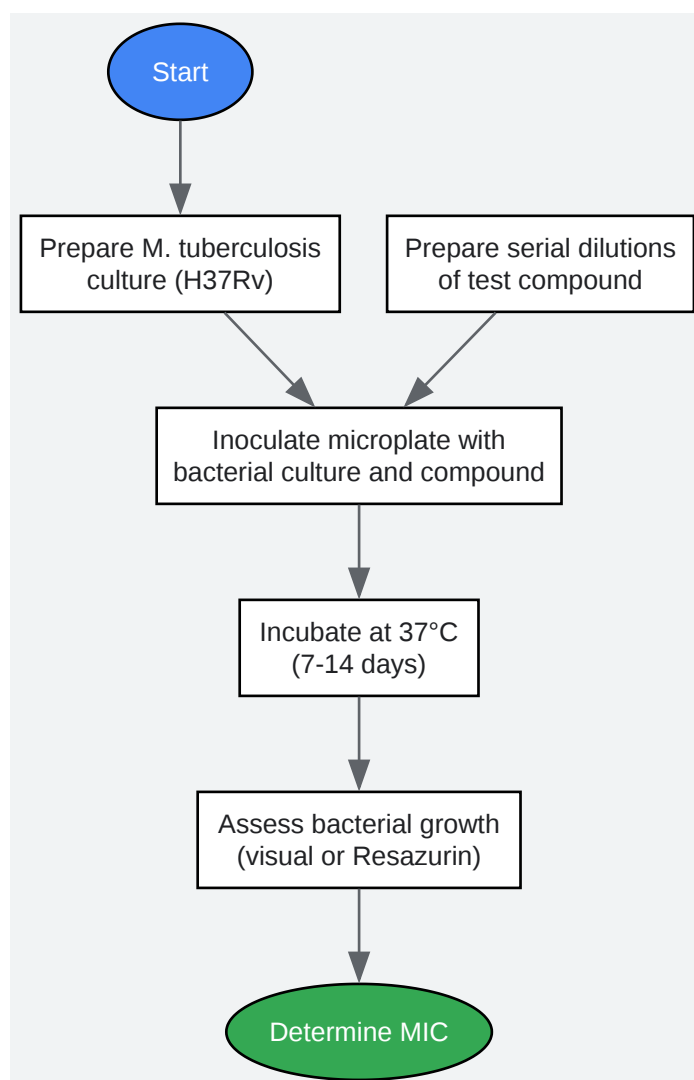 Start
Prepare M. tuberculosis
culture (H37Rv)
Prepare serial dilutions
of test compound
Inoculate microplate with
bacterial culture and compound
Incubate at 37°C
(7-14 days)
Assess bacterial growth
(visual or Resazurin)
Determine MIC